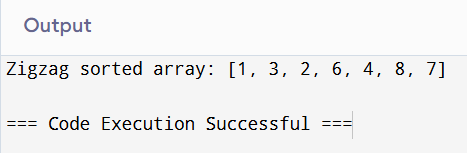 Output
Zigzag sorted array: [1, 3, 2, 6, 4, 8, 7]
=== Code Execution Successful ===